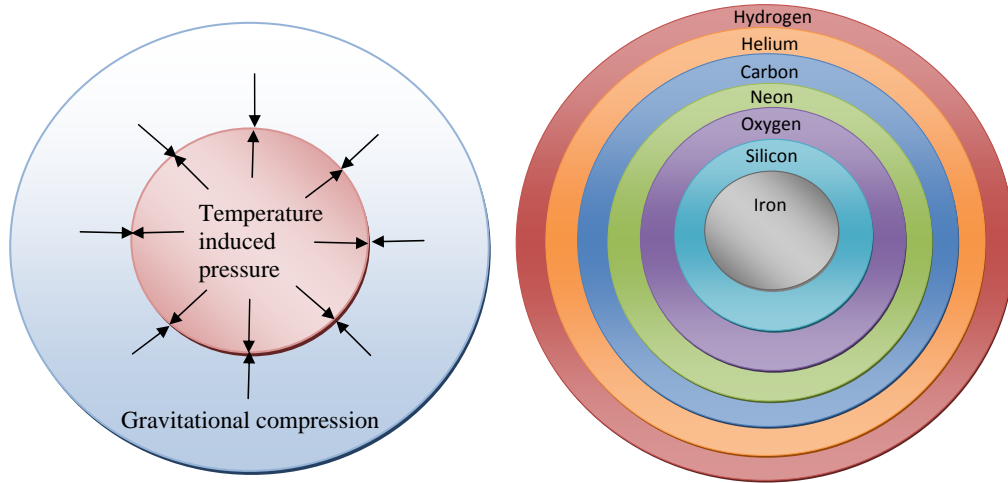 Temperature
induced
pressure
Gravitational compression
Hydrogen
Helium
Carbon
Neon
Oxygen
Silicon
Iron